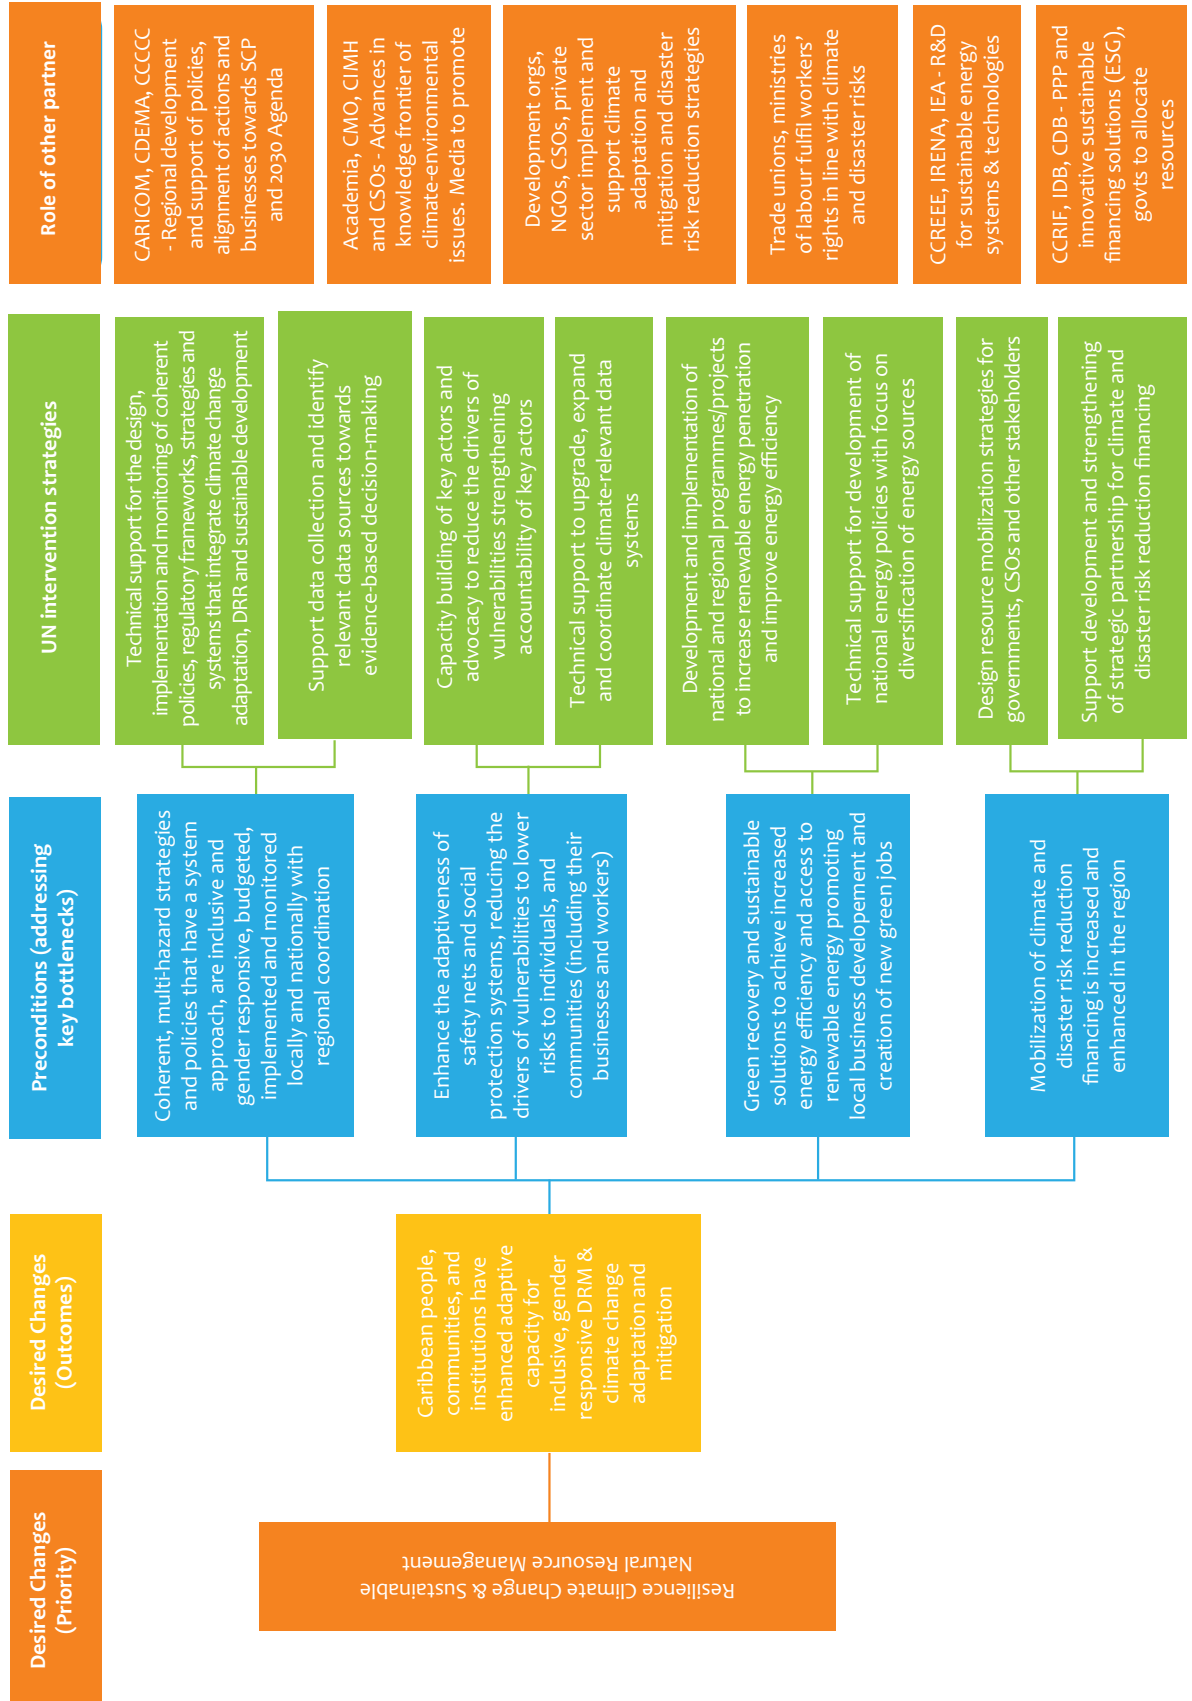 Desired Changes
(Priority)
Resilience Climate Change & Sustainable
Natural Resource Management
Desired Changes
(Outcomes)
Caribbean people,
communities, and
institutions have
enhanced adaptive
capacity for
inclusive, gender
responsive DRM &
climate change
adaptation and
mitigation
Preconditions (addressing
key bottlenecks)
Coherent, multi-hazard strategies
and policies that have a system
approach, are inclusive and
gender responsive, budgeted,
implemented and monitored
locally and nationally with
regional coordination
Enhance the adaptiveness of
safety nets and social
protection systems, reducing the
drivers of vulnerabilities to lower
risks to individuals, and
communities (including their
businesses and workers)
Green recovery and sustainable
solutions to achieve increased
energy efficiency and access to
renewable energy promoting
local business developement and
creation of new green jobs
Mobilization of climate and
disaster risk reduction
financing is increased and
enhanced in the region
UN intervention strategies
Technical support for the design,
implementation and monitoring of coherent
policies, regulatory frameworks, strategies and
systems that integrate climate change
adaptation, DRR and sustainable development
Support data collection and identify
relevant data sources towards
evidence-based decision-making
Capacity building of key actors and
advocacy to reduce the drivers of
vulnerabilities strengthening
accountability of key actors
Technical support to upgrade, expand
and coordinate climate-relevant data
systems
Development and implementation of
national and regional programmes/projects
to increase renewable energy penetration
and improve energy efficiency
Technical support for development of
national energy policies with focus on
diversification of energy sources
Design resource mobilization strategies for
governments, CSOs and other stakeholders
Support development and strengthening
of strategic partnership for climate and
disaster risk reduction financing
Role of other partner
CARICOM, CDEMA, CCCCC
- Regional development
and support of policies,
alignment of actions and
businesses towards SCP
and 2030 Agenda
Academia, CMO, CIMH
and CSOs - Advances in
knowledge frontier of
climate-environmental
issues. Media to promote
Development orgs,
NGOs, CSOs, private
sector implement and
support climate
adaptation and
mitigation and disaster
risk reduction strategies
Trade unions, ministries
of labour fulfil workers'
rights in line with climate
and disaster risks
CCREEE, IRENA, IEA - R&D
for sustainable energy
systems & technologies
CCRIF, IDB, CDB - PPP and
innovative sustainable
financing solutions (ESG),
govts to allocate
resources